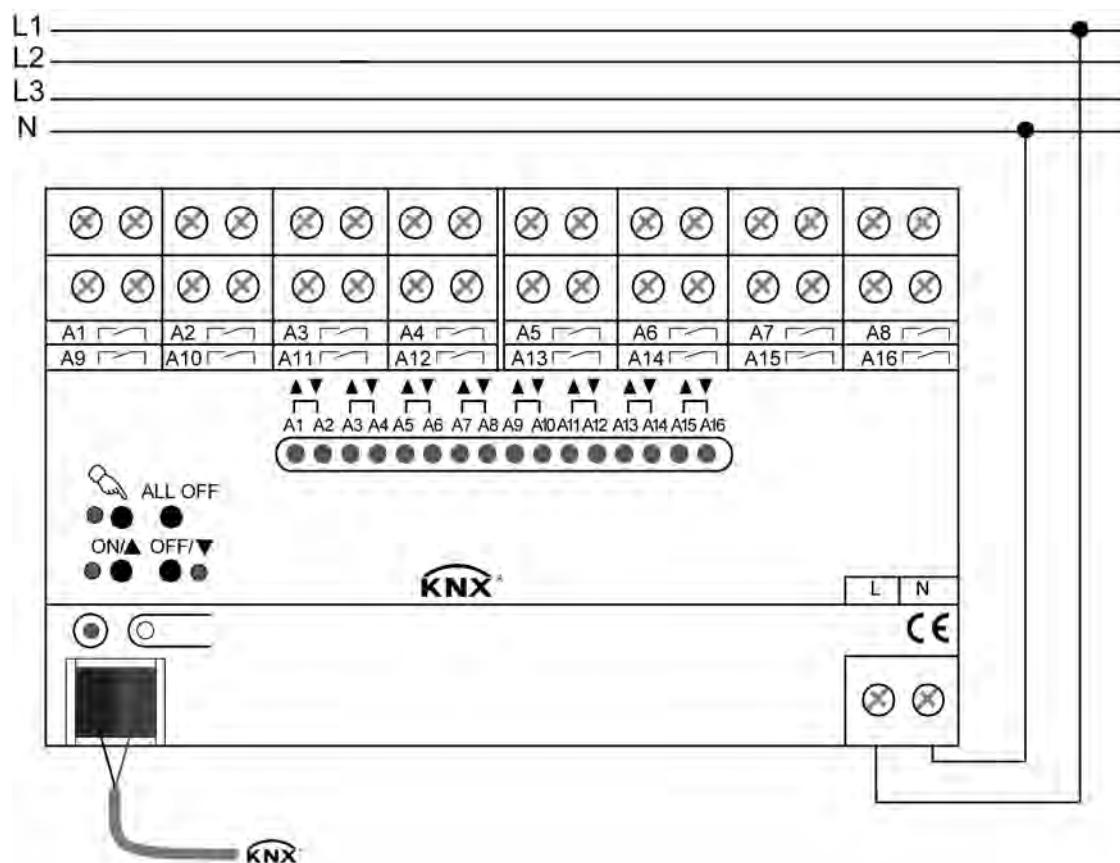 L1
L2
L3
N
A1 A2 A3 A4 A5 A6 A7 A8
A9 A10 A11 A12 A13 A14 A15 A16
▲ ▼ ▲ ▼ ▲ ▼ ▲ ▼ ▲ ▼ ▲ ▼ ▲ ▼ ▲ ▼
A1 A2 A3 A4 A5 A6 A7 A8 A9 A10 A11 A12 A13 A14 A15 A16
ALL OFF
ON/▲ OFF/▼
KNX
L N
CE
KNX